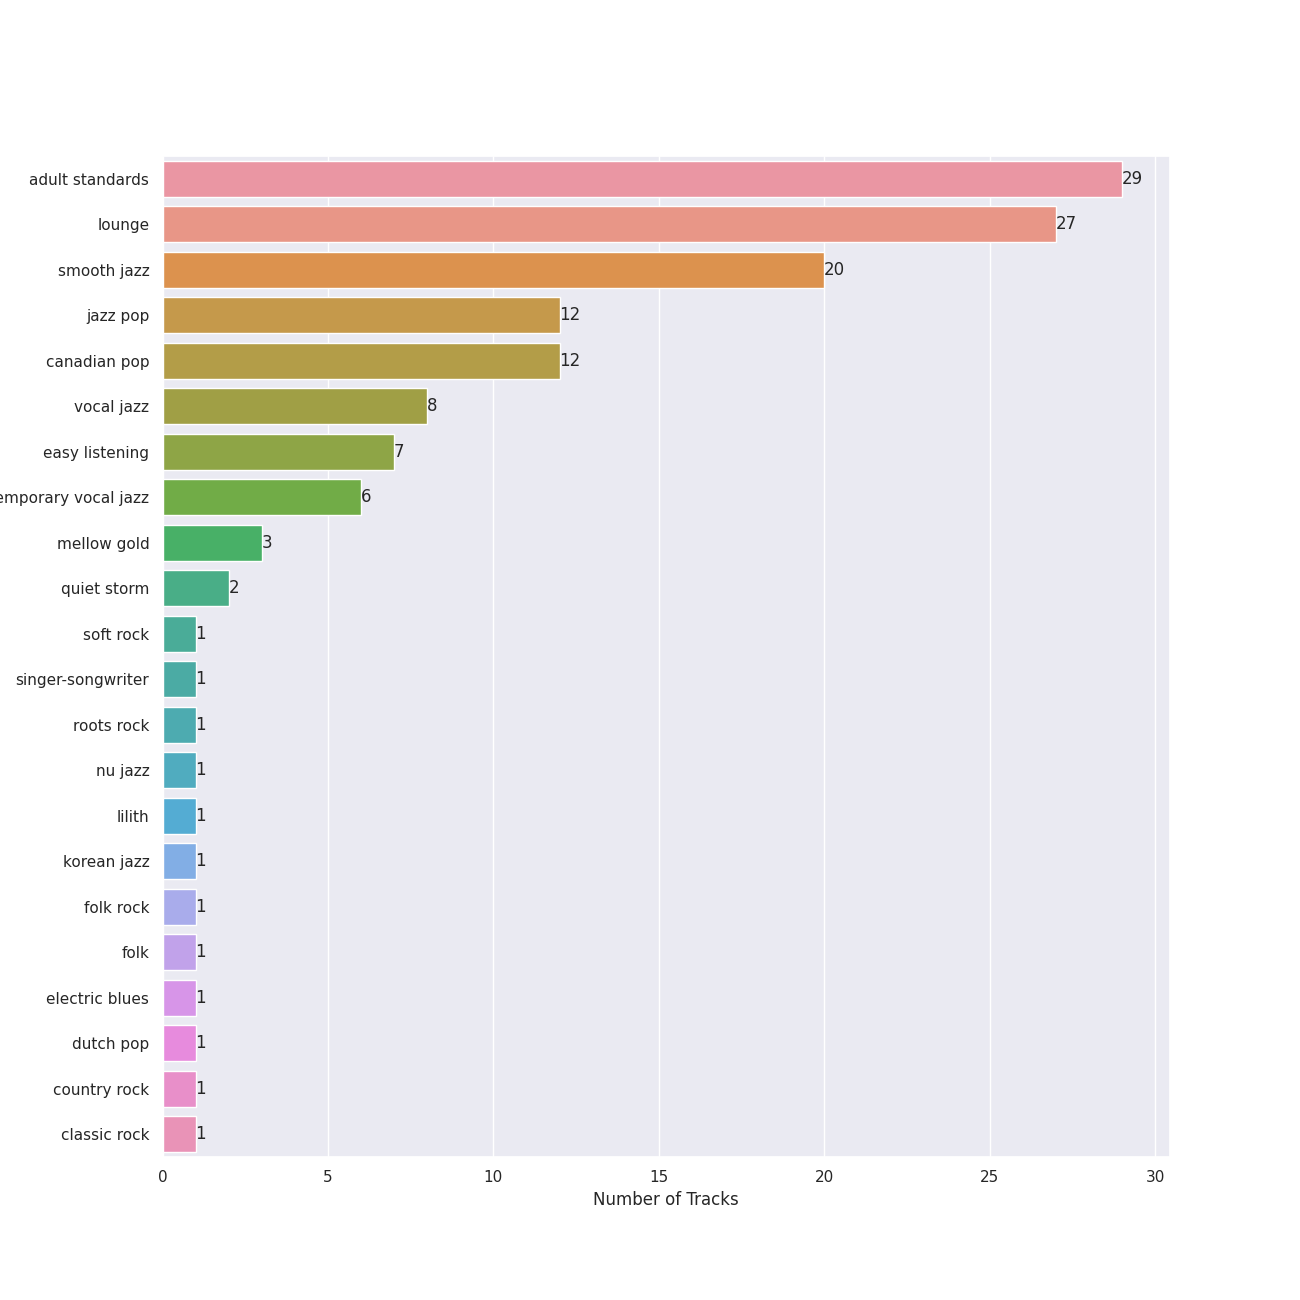 adult standards 29
lounge 27
smooth jazz 20
jazz pop 12
canadian pop 12
vocal jazz 8
easy listening 7
emporary vocal jazz 6
mellow gold 3
quiet storm 2
soft rock 1
singer-songwriter 1
roots rock 1
nu jazz 1
lilith 1
korean jazz 1
folk rock 1
folk 1
electric blues 1
dutch pop 1
country rock 1
classic rock 1
0 5 10 15 20 25 30
Number of Tracks